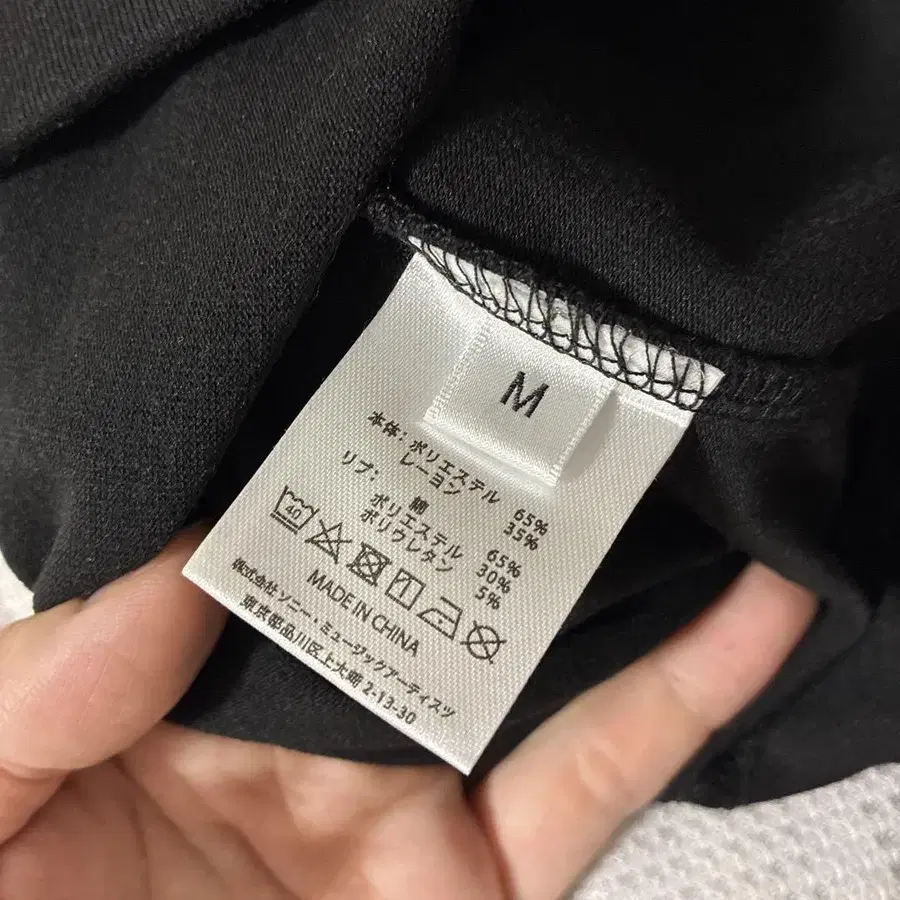 M
本体：ポリエステル 65%
レーヨン 35%
リブ： 綿 65%
ポリエステル 30%
ポリウレタン 5%
40
MADE IN CHINA
株式会社 ソニー・ミュージックアーティスツ
東京都品川区上大崎 2-13-30